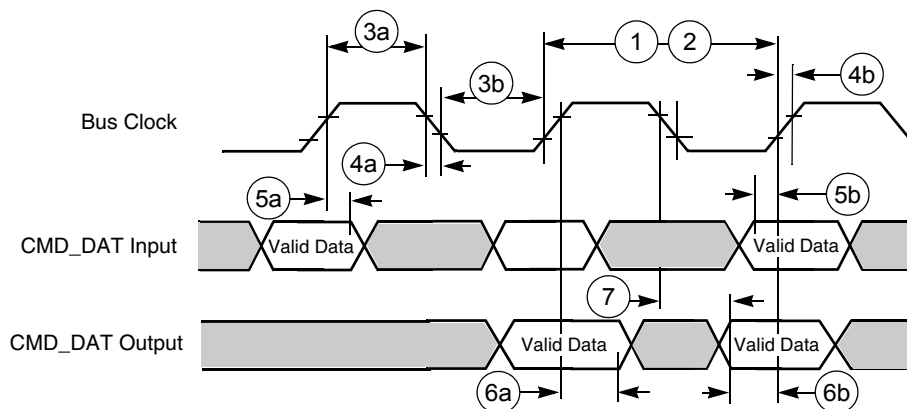 3a
1 2
3b
4b
Bus Clock
4a
5a
5b
CMD_DAT Input
Valid Data
Valid Data
7
CMD_DAT Output
Valid Data
Valid Data
6a
6b